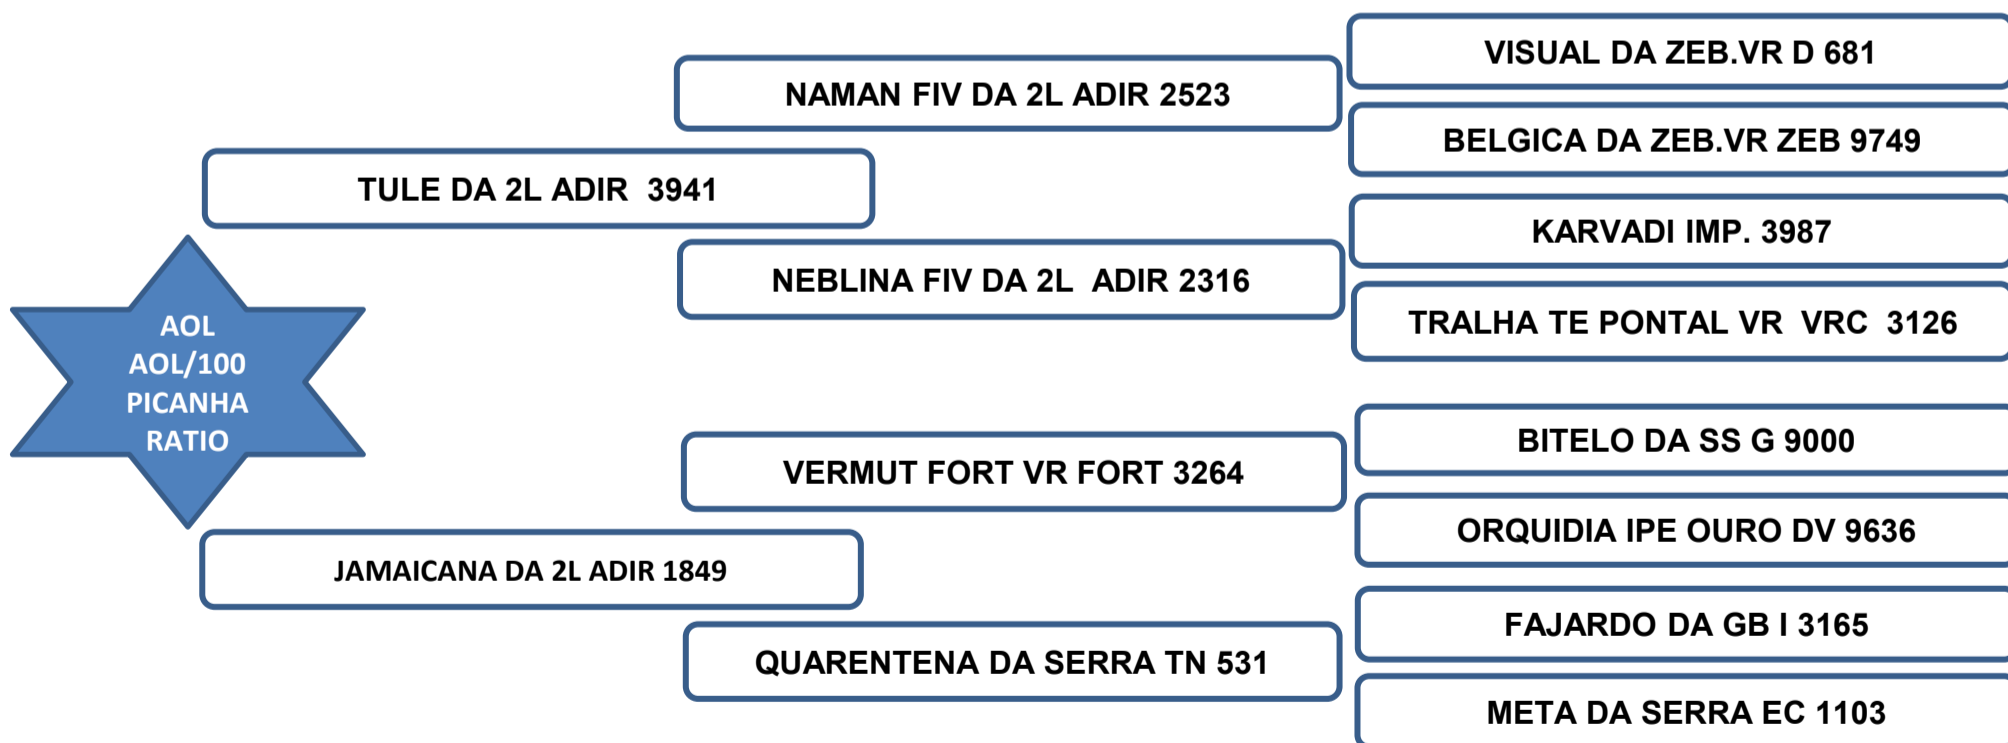 VISUAL DA ZEB.VR D 681
NAMAN FIV DA 2L ADIR 2523
BELGICA DA ZEB.VR ZEB 9749
TULE DA 2L ADIR 3941
KARVADI IMP. 3987
NEBLINA FIV DA 2L ADIR 2316
TRALHA TE PONTAL VR VRC 3126
AOL
AOL/100
PICANHA
RATIO
BITELO DA SS G 9000
VERMUT FORT VR FORT 3264
ORQUIDIA IPE OURO DV 9636
JAMAICANA DA 2L ADIR 1849
FAJARDO DA GB I 3165
QUARENTENA DA SERRA TN 531
META DA SERRA EC 1103